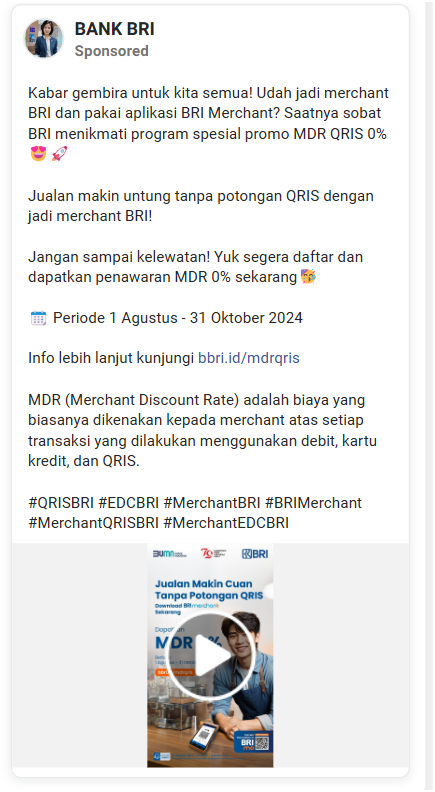 BANK BRI
Sponsored
Kabar gembira untuk kita semua! Udah jadi merchant
BRI dan pakai aplikasi BRI Merchant? Saatnya sobat
BRI menikmati program spesial promo MDR QRIS 0%
😍 🚀
Jualan makin untung tanpa potongan QRIS dengan
jadi merchant BRI!
Jangan sampai kelewatan! Yuk segera daftar dan
dapatkan penawaran MDR 0% sekarang 🥳
🗓️ Periode 1 Agustus - 31 Oktober 2024
Info lebih lanjut kunjungi bbri.id/mdrqris
MDR (Merchant Discount Rate) adalah biaya yang
biasanya dikenakan kepada merchant atas setiap
transaksi yang dilakukan menggunakan debit, kartu
kredit, dan QRIS.
#QRISBRI #EDCBRI #MerchantBRI #BRIMerchant
#MerchantQRISBRI #MerchantEDCBRI
BUMN BRI
Jualan Makin Cuan
Tanpa Potongan QRIS
Download BRImerchant
Sekarang
MDR
BRI
mo